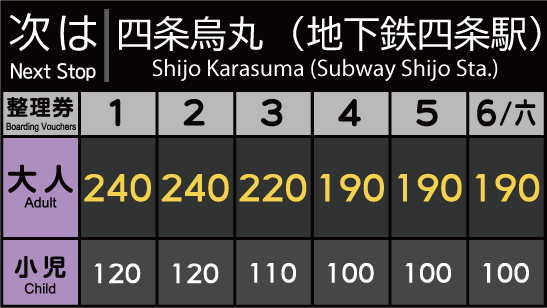 次は 四条烏丸 （地下鉄四条駅）
Next Stop Shijo Karasuma (Subway Shijo Sta.)
整理券 1 2 3 4 5 6/六
Boarding Vouchers
大人 240 240 220 190 190 190
Adult
小児 120 120 110 100 100 100
Child